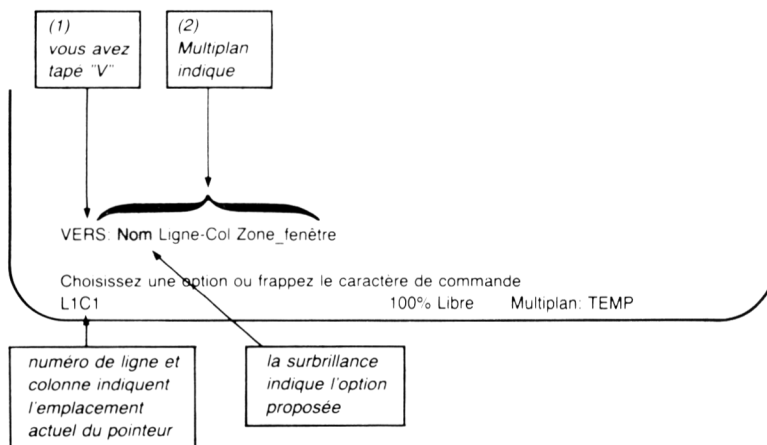 (1)
vous avez
tapé "V"
(2)
Multiplan
indique
VERS: Nom Ligne-Col Zone_fenêtre
Choisissez une option ou frappez le caractère de commande
L1C1 100% Libre Multiplan: TEMP
numéro de ligne et
colonne indiquent
l'emplacement
actuel du pointeur
la surbrillance
indique l'option
proposée